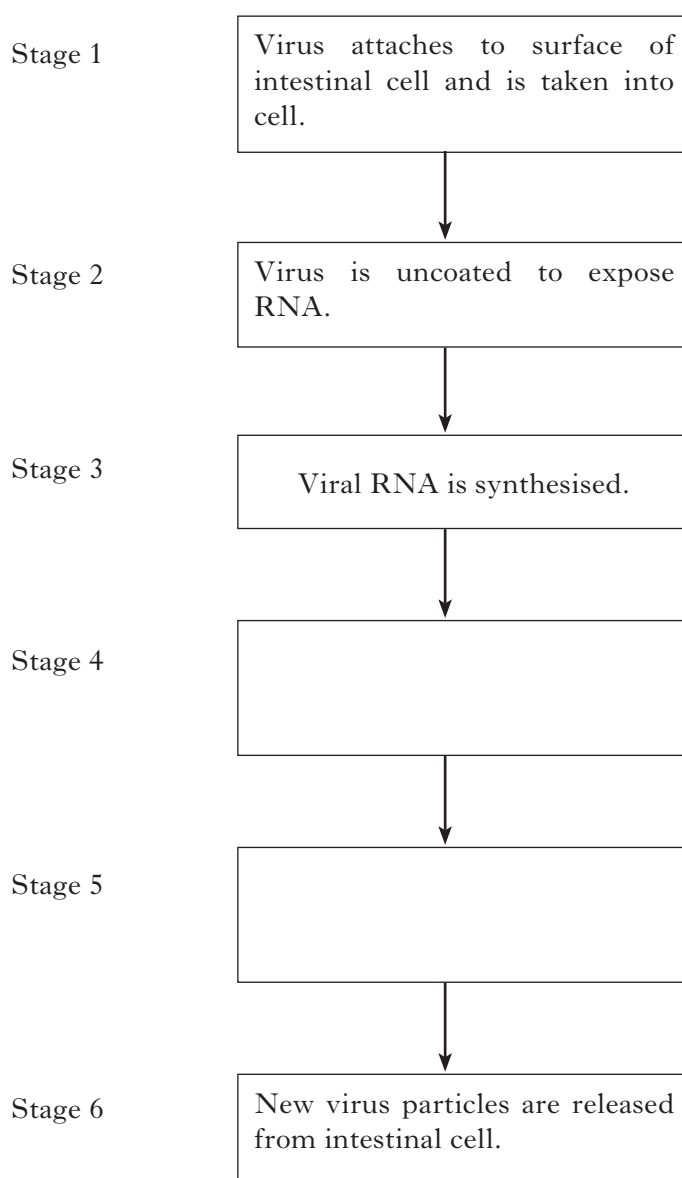 Stage 1
Virus attaches to surface of
intestinal cell and is taken into
cell.
Stage 2
Virus is uncoated to expose
RNA.
Stage 3
Viral RNA is synthesised.
Stage 4
Stage 5
Stage 6
New virus particles are released
from intestinal cell.